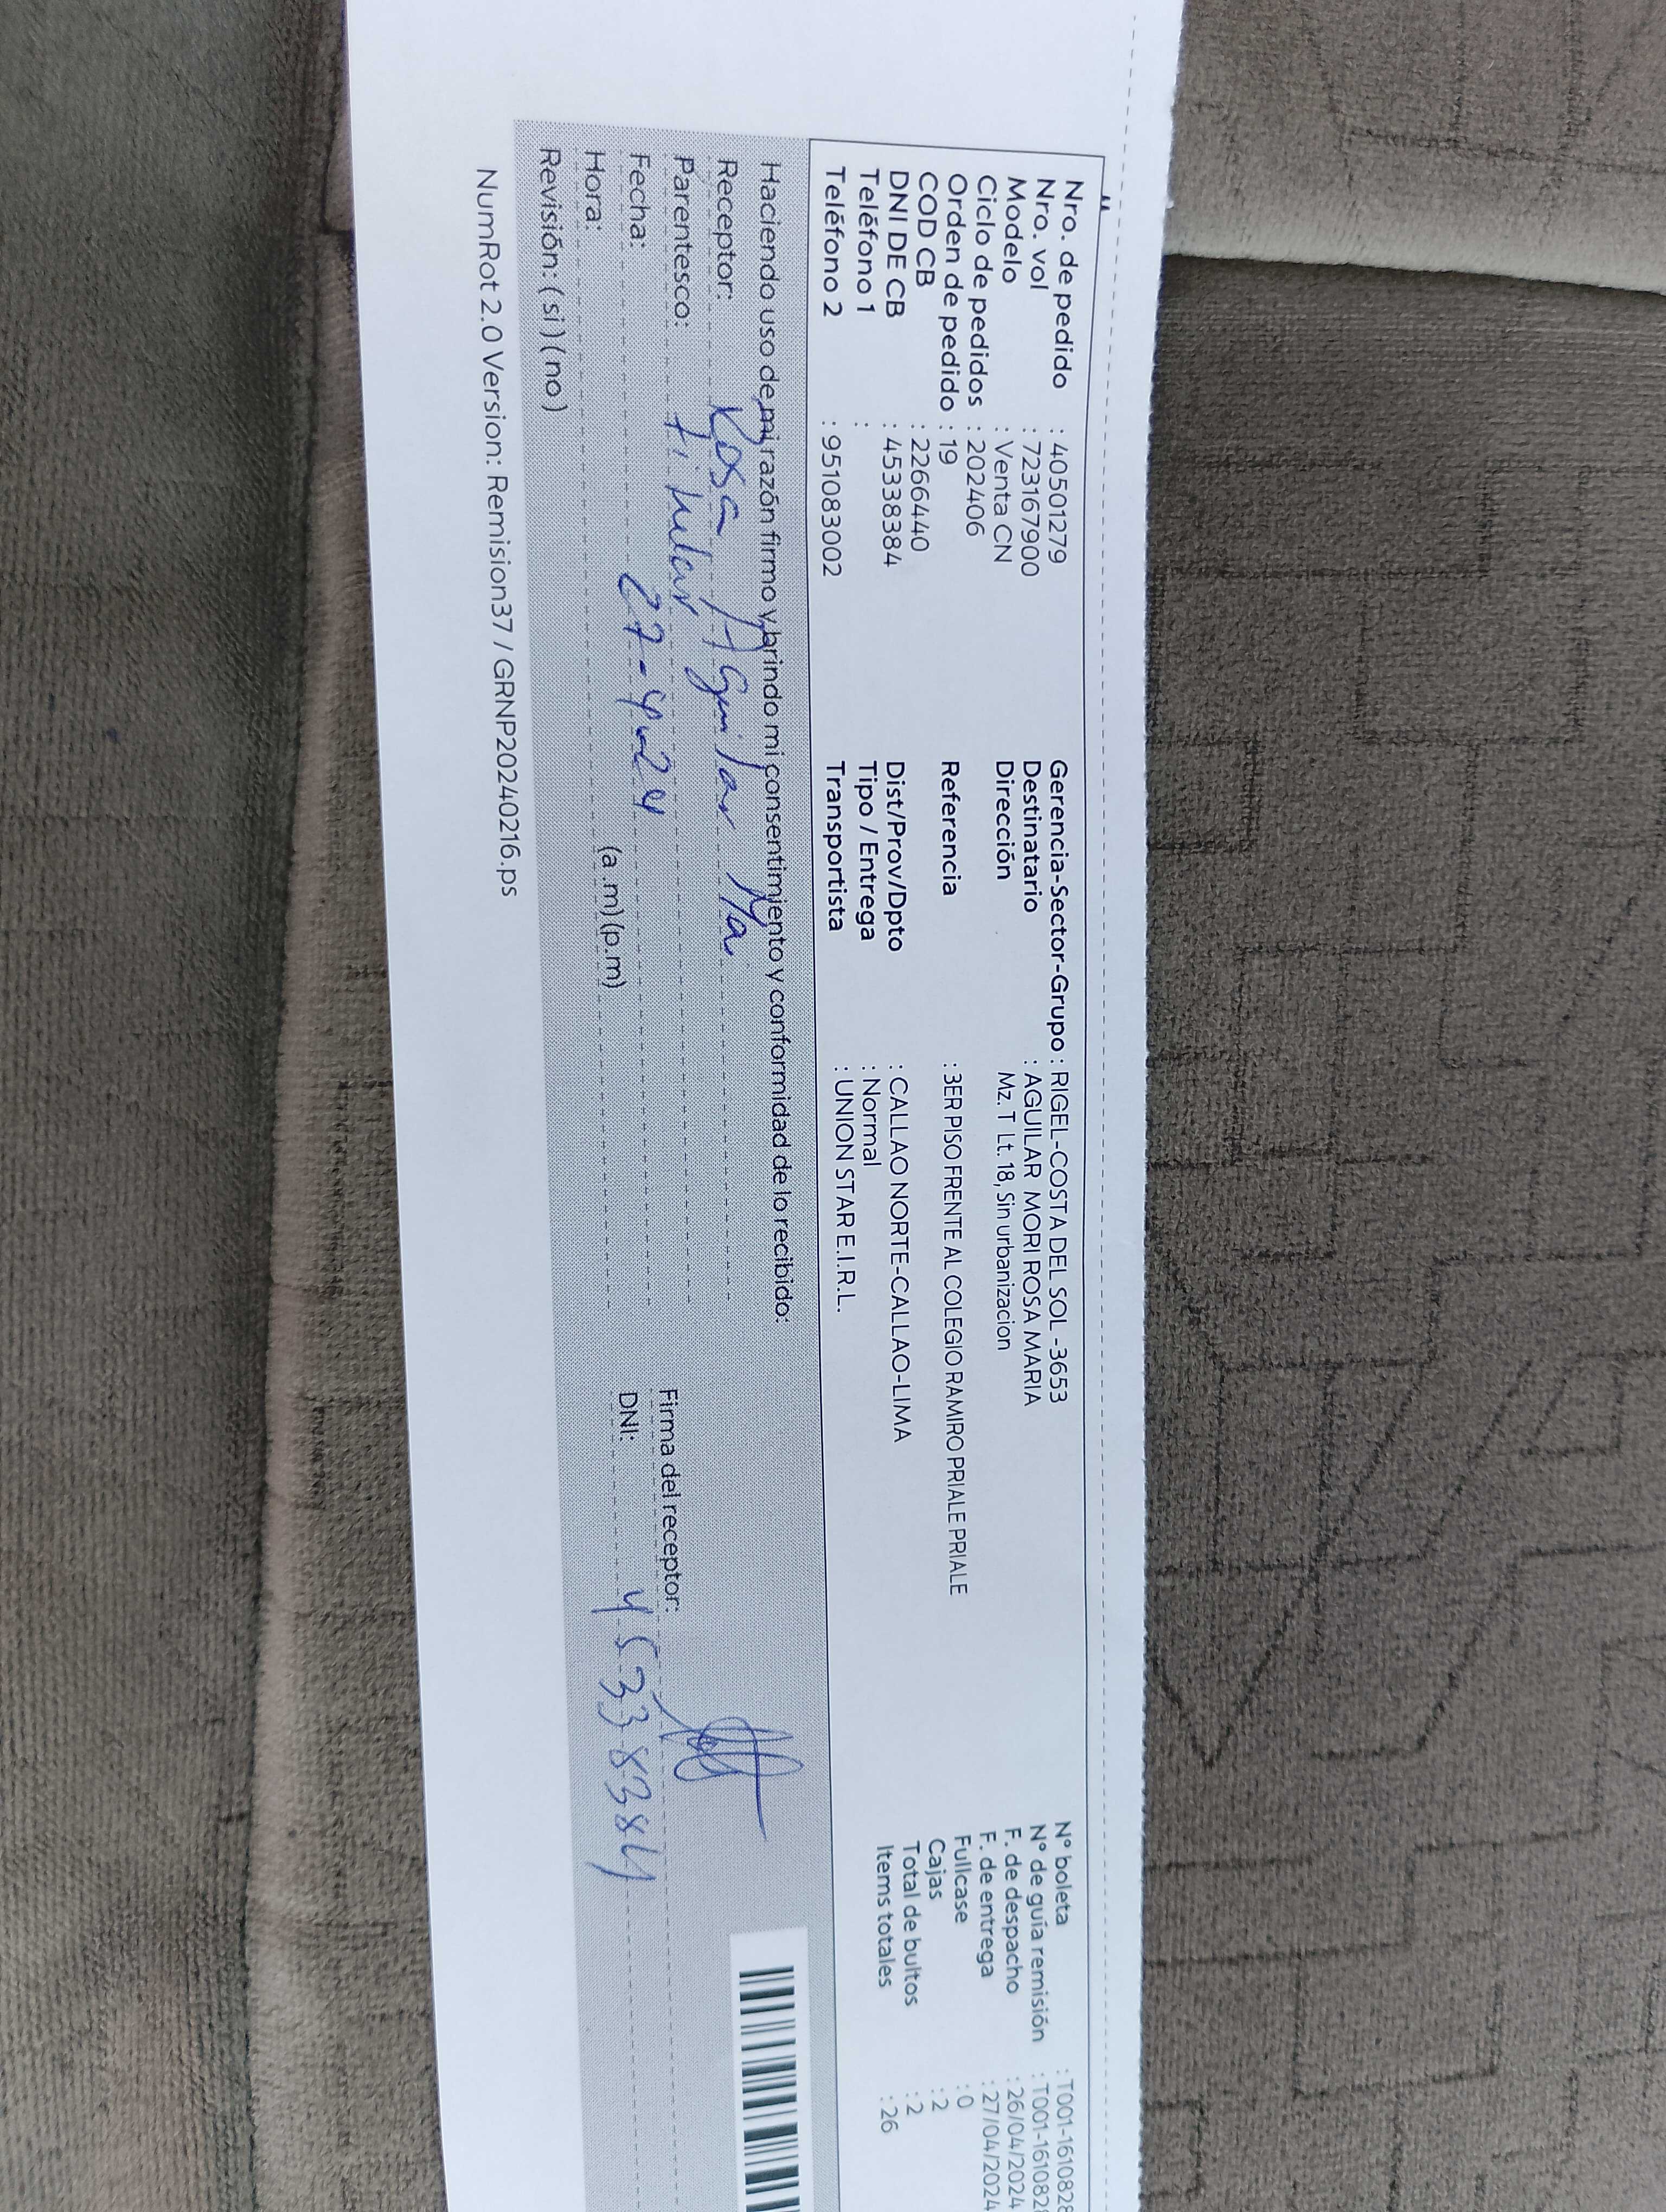 Nro. de pedido : 40501279
Nro. vol : 723167900
Modelo : Venta CN
Ciclo de pedidos : 202406
Orden de pedido : 19
COD CB : 2266440
DNI DE CB : 45338384
Teléfono 1 :
Teléfono 2 : 951083002
Gerencia-Sector-Grupo : RIGEL-COSTA DEL SOL -3653
Destinatario : AGUILAR MORI ROSA MARIA
Dirección Mz. T Lt. 18, Sin urbanizacion
Referencia : 3ER PISO FRENTE AL COLEGIO RAMIRO PRIALE PRIALE
Dist/Prov/Dpto : CALLAO NORTE-CALLAO-LIMA
Tipo / Entrega : Normal
Transportista : UNION STAR E.I.R.L.
N° boleta : T001-1610828
N° de guía remisión : T001-161082
F. de despacho : 26/04/2024
F. de entrega : 27/04/2024
Fullcase : 0
Cajas : 2
Total de bultos : 2
Items totales : 26
Haciendo uso de mi razón firmo y brindo mi consentimiento y conformidad de lo recibido:
Receptor: Rosa Aguilar Ma
Parentesco: titular
Fecha: 27-4-24
Hora: (a.m) (p.m)
Revisión: ( si ) ( no )
Firma del receptor:
DNI: 45338384
NumRot 2.0 Version: Remision37 / GRNP20240216.ps